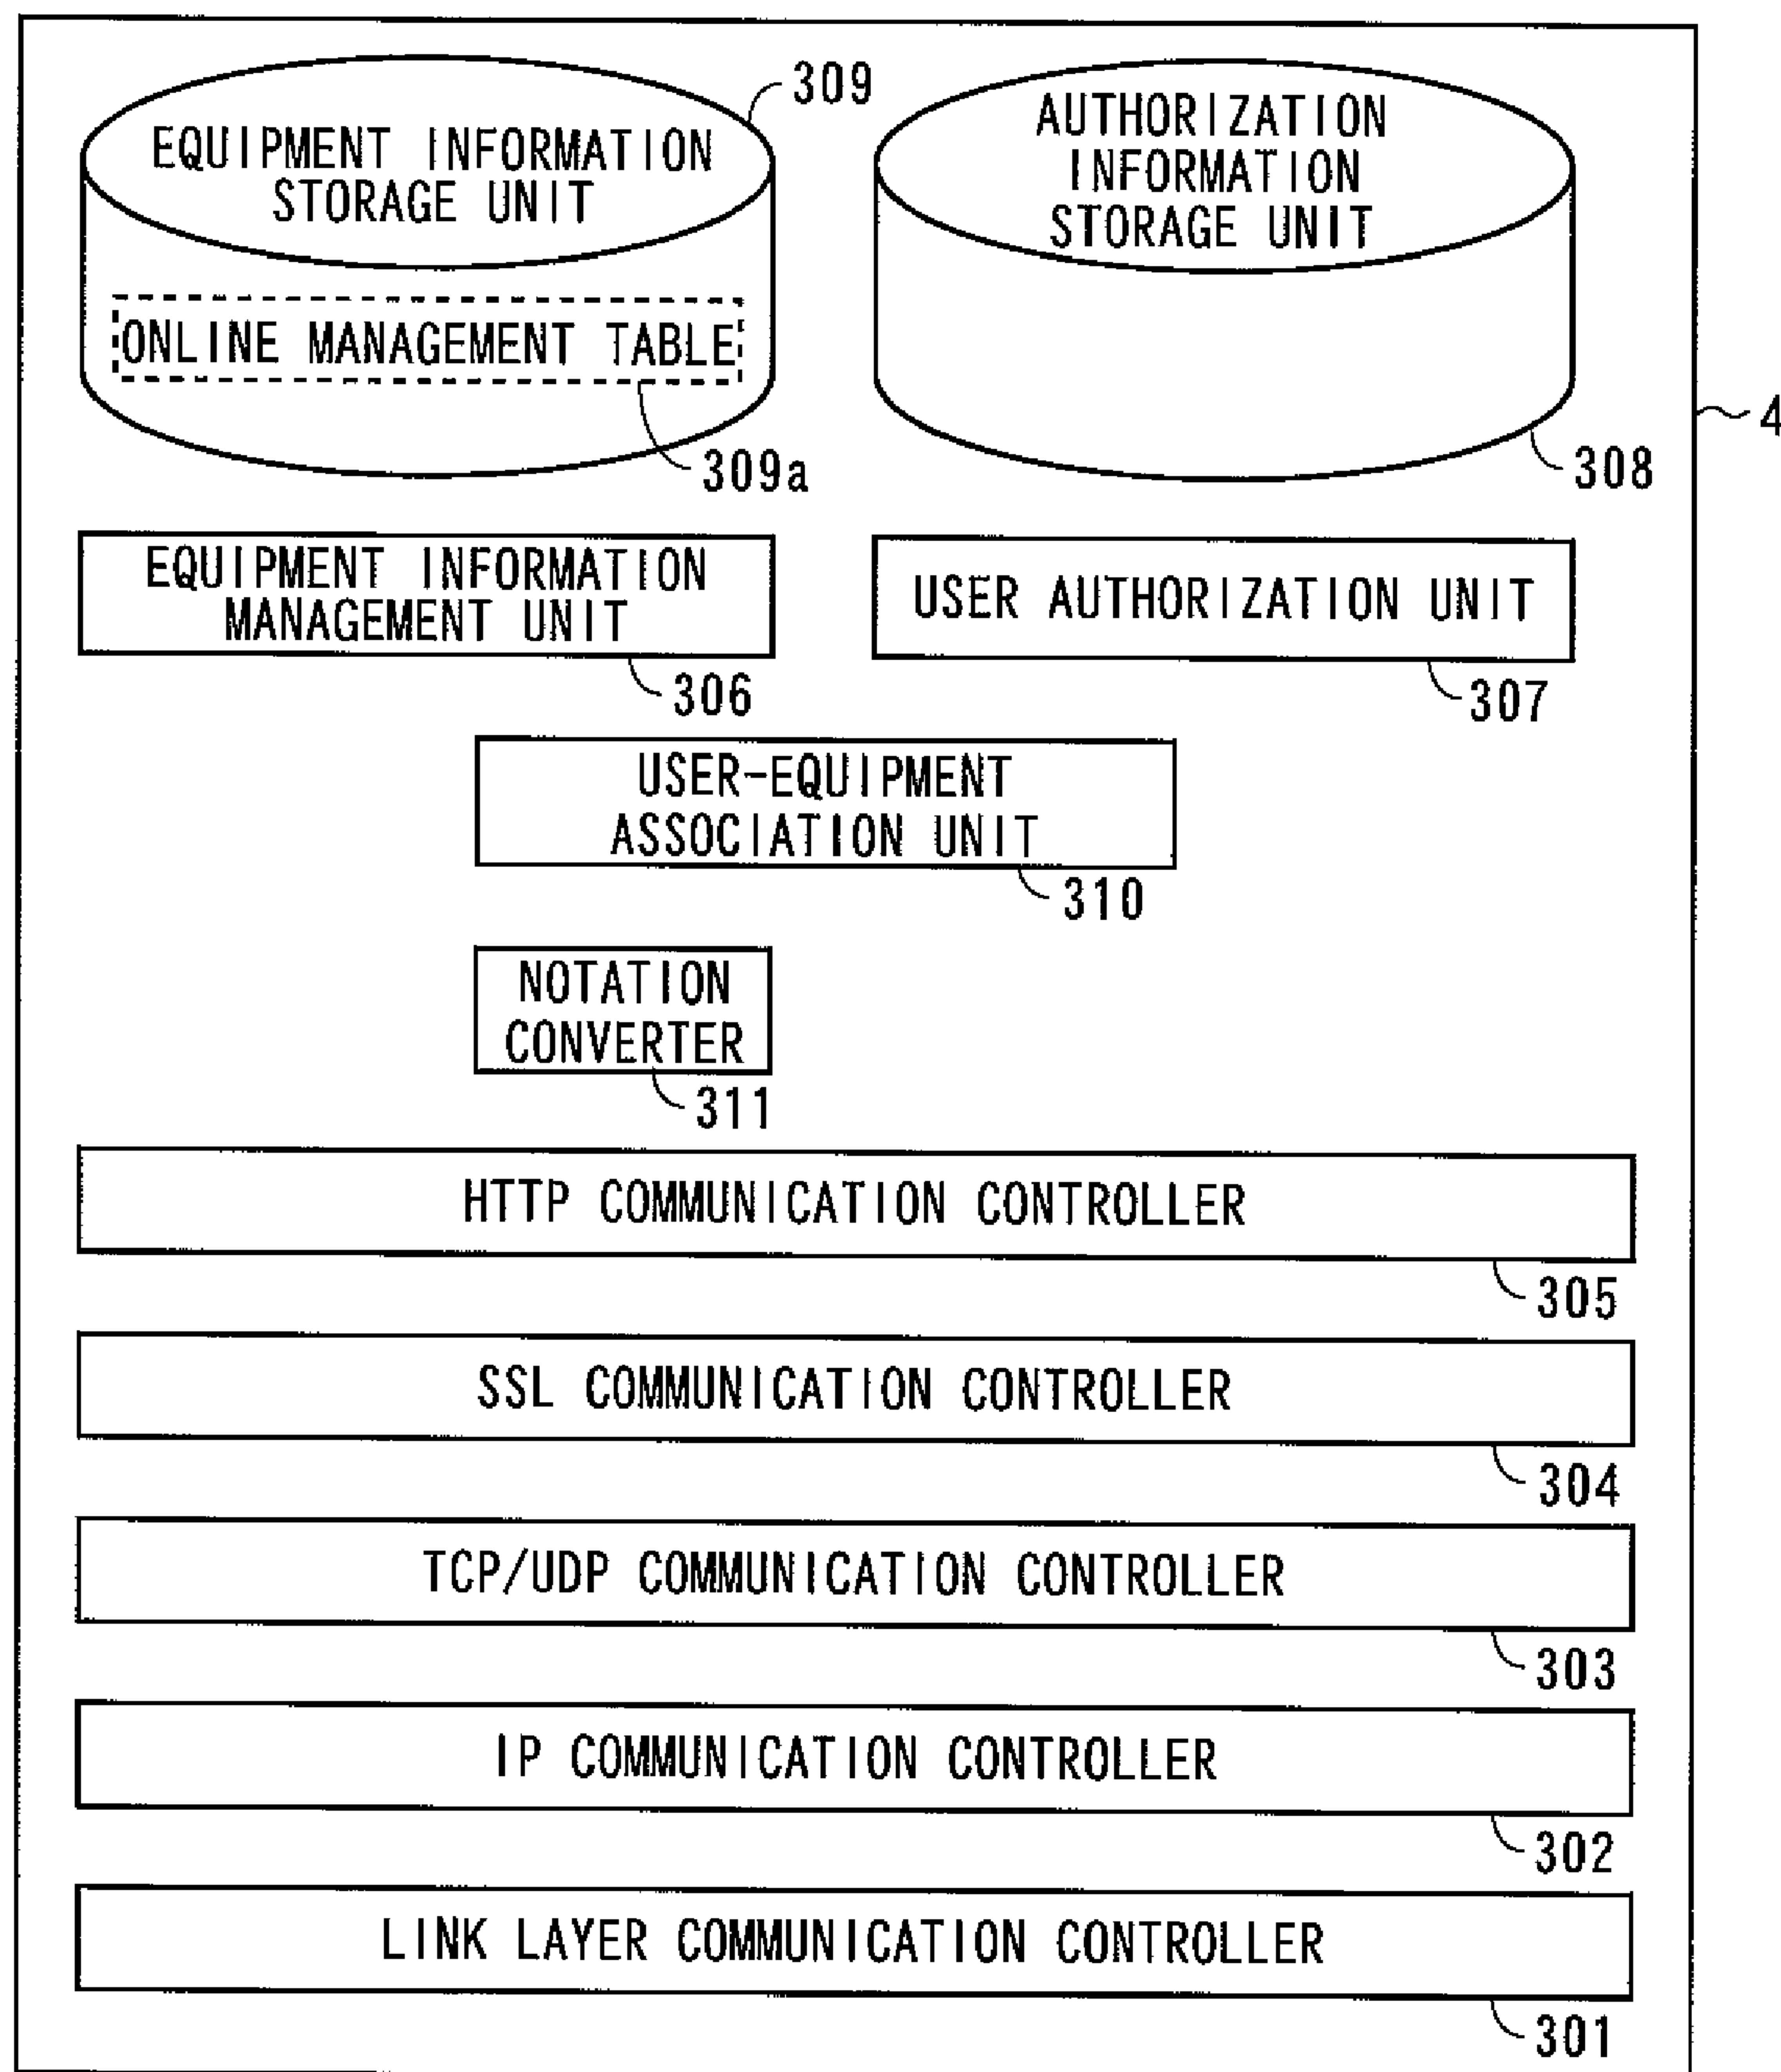 309
EQUIPMENT INFORMATION
STORAGE UNIT
AUTHORIZATION
INFORMATION
STORAGE UNIT
ONLINE MANAGEMENT TABLE
4
309a
308
EQUIPMENT INFORMATION
MANAGEMENT UNIT
USER AUTHORIZATION UNIT
306
307
USER-EQUIPMENT
ASSOCIATION UNIT
310
NOTATION
CONVERTER
311
HTTP COMMUNICATION CONTROLLER
305
SSL COMMUNICATION CONTROLLER
304
TCP/UDP COMMUNICATION CONTROLLER
303
IP COMMUNICATION CONTROLLER
302
LINK LAYER COMMUNICATION CONTROLLER
301